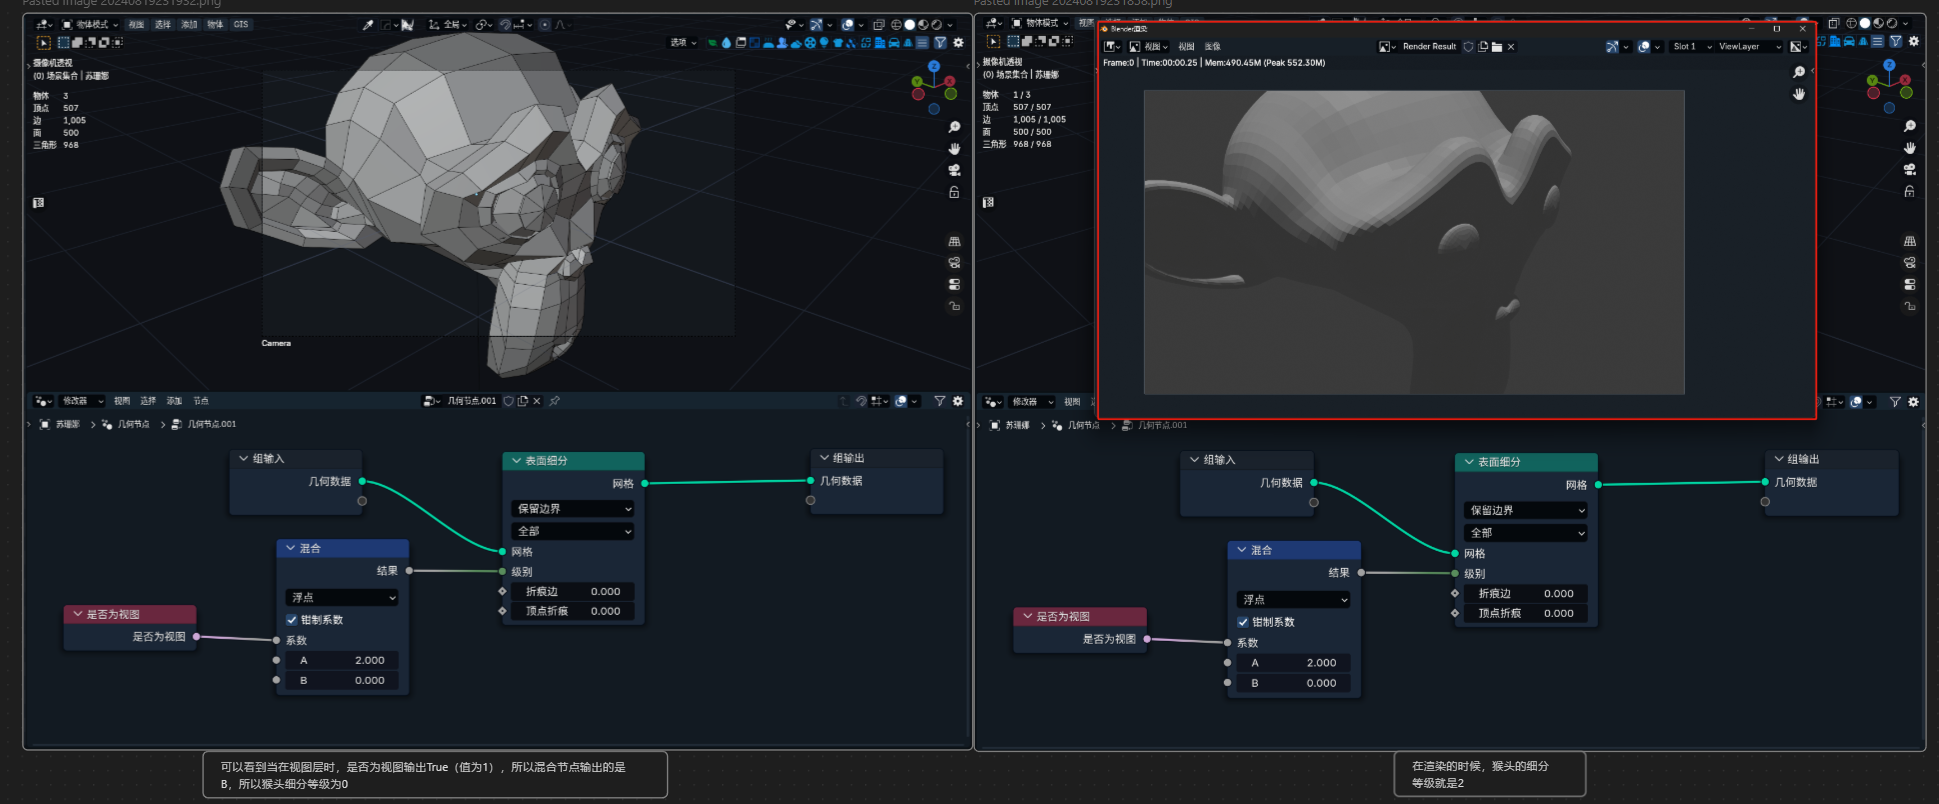 Pasted Image 20240819231932.png
物体模式 视图 选择 添加 物体 GIS
全局
选项
摄像机透视
(0) 场景集合 | 苏珊娜
物体 3
顶点 507
边 1,005
面 500
三角形 968
Z
Y
X
Camera
修改器 视图 选择 添加 节点
几何节点.001
苏珊娜 > 几何节点 > 几何节点.001
组输入
几何数据
表面细分
网格
保留边界
全部
网格
级别
折痕边 0.000
顶点折痕 0.000
组输出
几何数据
混合
结果
浮点
钳制系数
系数
A 2.000
B 0.000
是否为视图
是否为视图
可以看到当在视图层时，是否为视图输出True（值为1），所以混合节点输出的是
B，所以猴头细分等级为0
Pasted Image 20240819231858.png
物体模式 视图
摄像机透视
(0) 场景集合 | 苏珊娜
物体 1 / 3
顶点 507 / 507
边 1,005 / 1,005
面 500 / 500
三角形 968 / 968
Blender渲染
视图 视图 图像
Render Result
Slot 1
ViewLayer
Frame:0 | Time:00:00.25 | Mem:490.45M (Peak 552.30M)
Z
Y
X
修改器 视图
苏珊娜 > 几何节点 > 几何节点.001
组输入
几何数据
表面细分
网格
保留边界
全部
网格
级别
折痕边 0.000
顶点折痕 0.000
组输出
几何数据
混合
结果
浮点
钳制系数
系数
A 2.000
B 0.000
是否为视图
是否为视图
在渲染的时候，猴头的细分
等级就是2